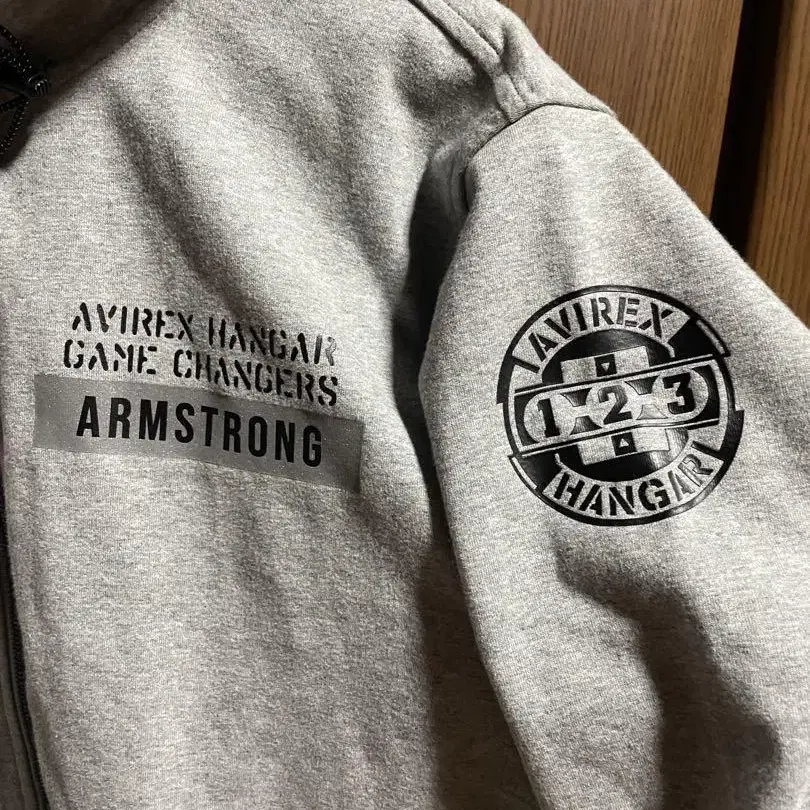 AVIREX HANGAR
GAME CHANGERS
ARMSTRONG
AVIREX
1 2 3
HANGAR